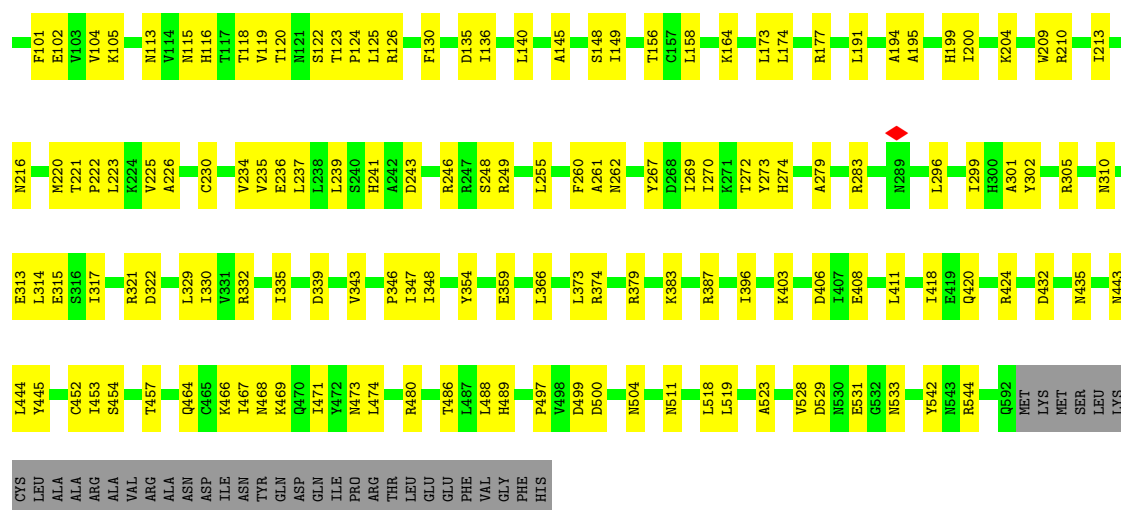 F101 E102 V103 V104 K105 N113 V114 N115 H116 T117 T118 V119 T120 N121 S122 T123 P124 L125 R126 F130 D135 I136 L140 A145 S148 I149 T156 C157 L158 K164 L173 L174 R177 L191 A194 A195 H199 I200 K204 W209 R210 I213
N216 M220 T221 P222 L223 K224 V225 A226 C230 V234 V235 E236 L237 L238 L239 S240 H241 A242 D243 R246 R247 S248 R249 L255 F260 A261 N262 Y267 D268 I269 I270 K271 T272 Y273 H274 A279 R283 N289 L296 I299 H300 A301 Y302 R305 N310
E313 L314 E315 S316 I317 R321 D322 L329 I330 V331 R332 I335 D339 V343 P346 I347 I348 Y354 E359 L366 L373 R374 R379 K383 R387 I396 K403 D406 I407 E408 L411 I418 E419 Q420 R424 D432 N435 N443
L444 Y445 C452 I453 S454 T457 Q464 C465 K466 I467 N468 K469 Q470 I471 Y472 N473 L474 R480 T486 L487 L488 H489 P497 V498 D499 D500 N504 N511 L518 L519 A523 V528 D529 N530 E531 G532 N533 Y542 N543 R544 Q592 MET LYS MET SER LEU LYS
CYS LEU ALA ALA ARG ALA VAL ARG ALA ASN ASP ILE ASN TYR GLN ASP GLN ILE PRO ARG THR LEU GLU GLU PHE VAL GLY PHE HIS